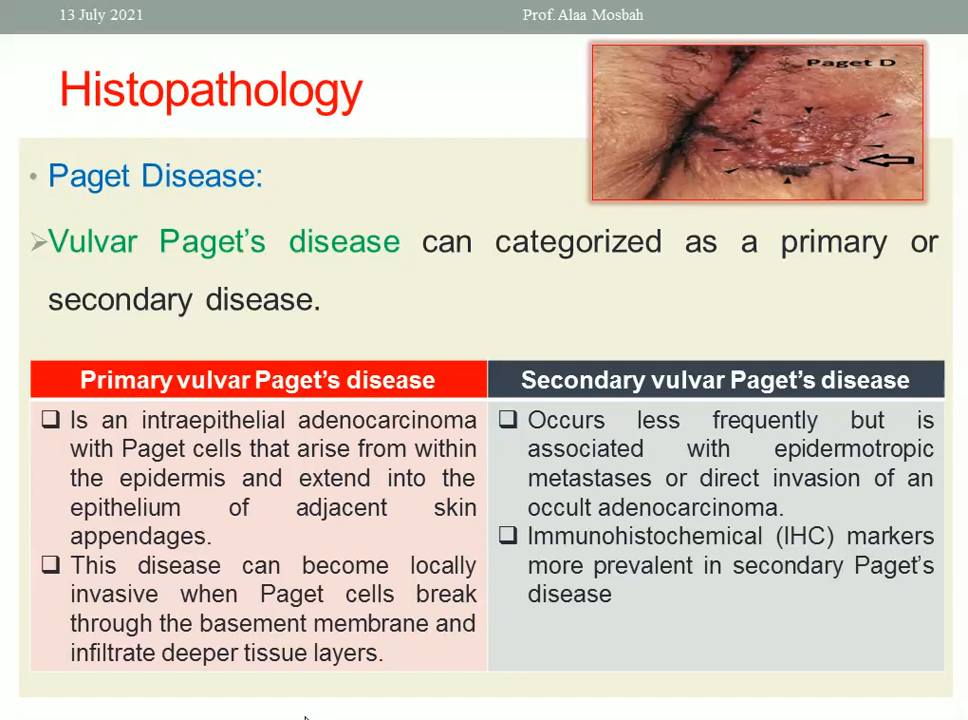 13 July 2021
Prof. Alaa Mosbah
Histopathology
Paget D
• Paget Disease:
➢Vulvar Paget’s disease can categorized as a primary or
secondary disease.
Primary vulvar Paget’s disease
❑ Is an intraepithelial adenocarcinoma
with Paget cells that arise from within
the epidermis and extend into the
epithelium of adjacent skin
appendages.
❑ This disease can become locally
invasive when Paget cells break
through the basement membrane and
infiltrate deeper tissue layers.
Secondary vulvar Paget’s disease
❑ Occurs less frequently but is
associated with epidermotropic
metastases or direct invasion of an
occult adenocarcinoma.
❑ Immunohistochemical (IHC) markers
more prevalent in secondary Paget’s
disease